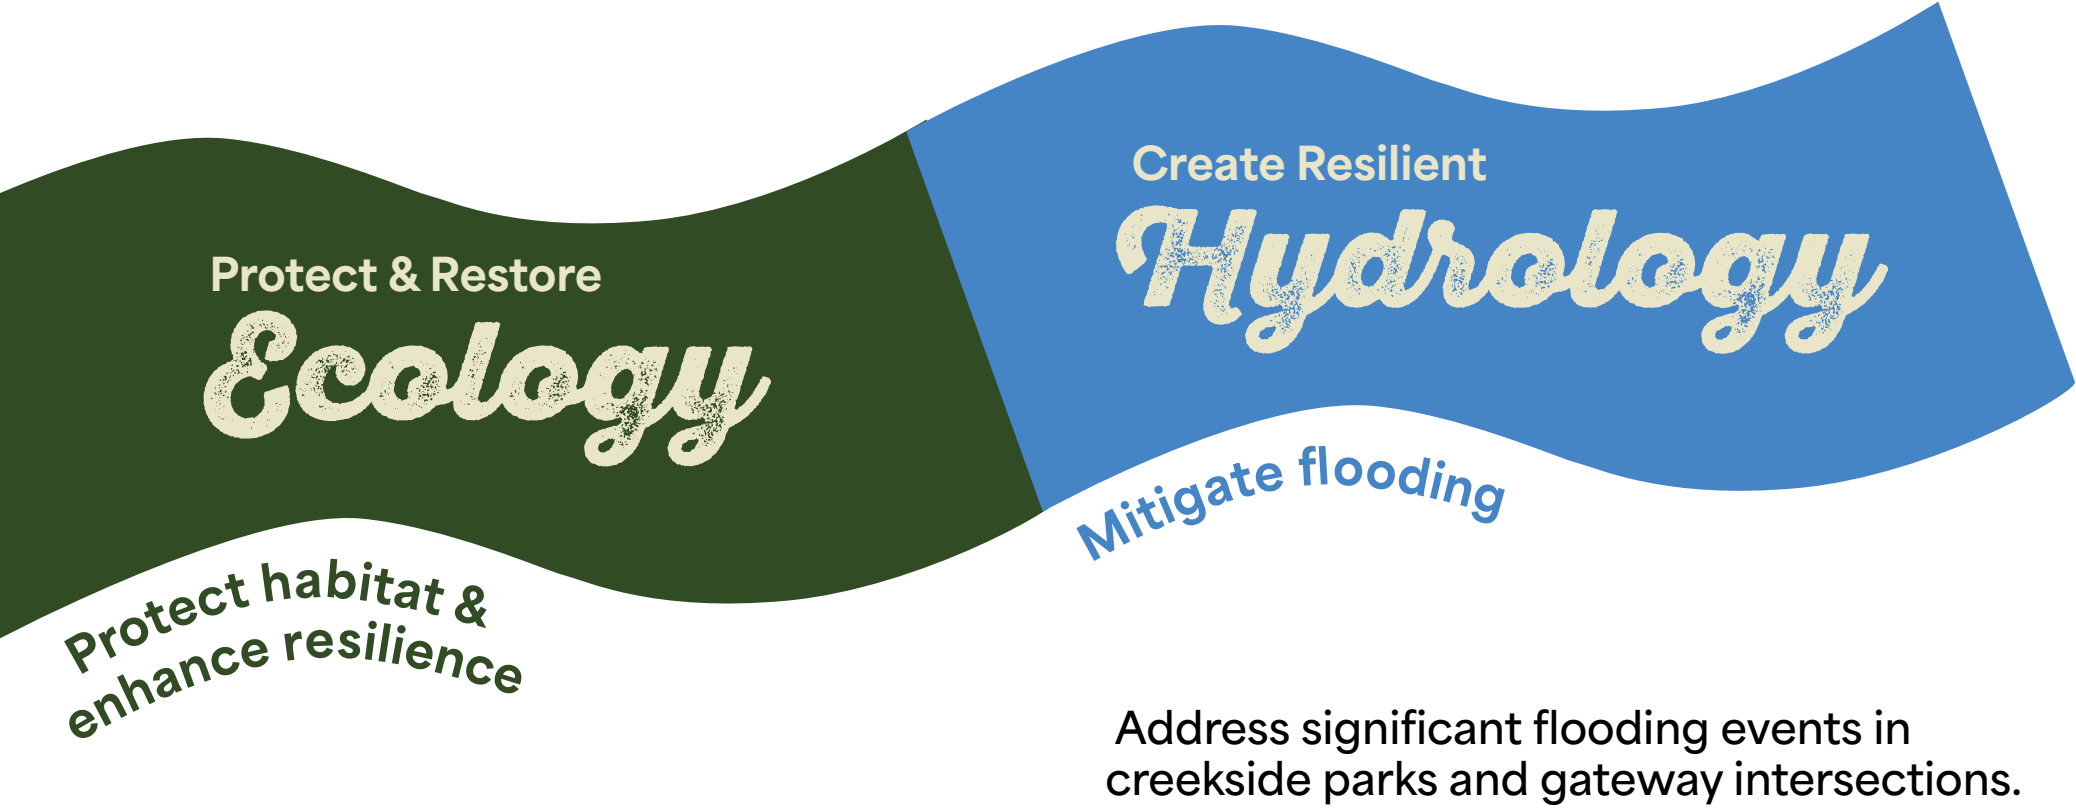 Protect & Restore
Ecology
Protect habitat &
enhance resilience
Create Resilient
Hydrology
Mitigate flooding
Address significant flooding events in
creekside parks and gateway intersections.